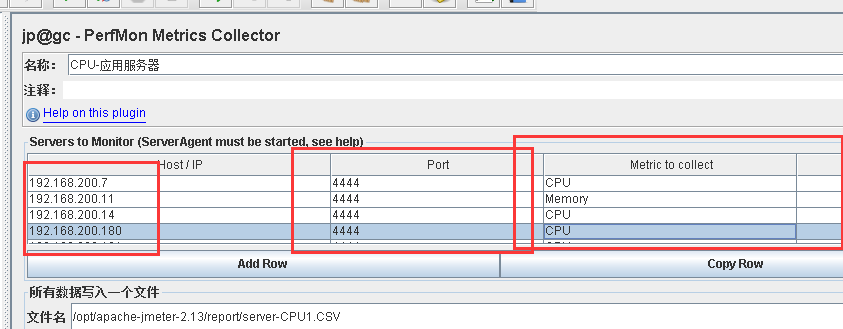 jp@gc - PerfMon Metrics Collector
名称： CPU-应用服务器
注释：
Help on this plugin
Servers to Monitor (ServerAgent must be started, see help)
Host / IP Port Metric to collect
192.168.200.7 4444 CPU
192.168.200.11 4444 Memory
192.168.200.14 4444 CPU
192.168.200.180 4444 CPU
Add Row Copy Row
所有数据写入一个文件
文件名 /opt/apache-jmeter-2.13/report/server-CPU1.CSV